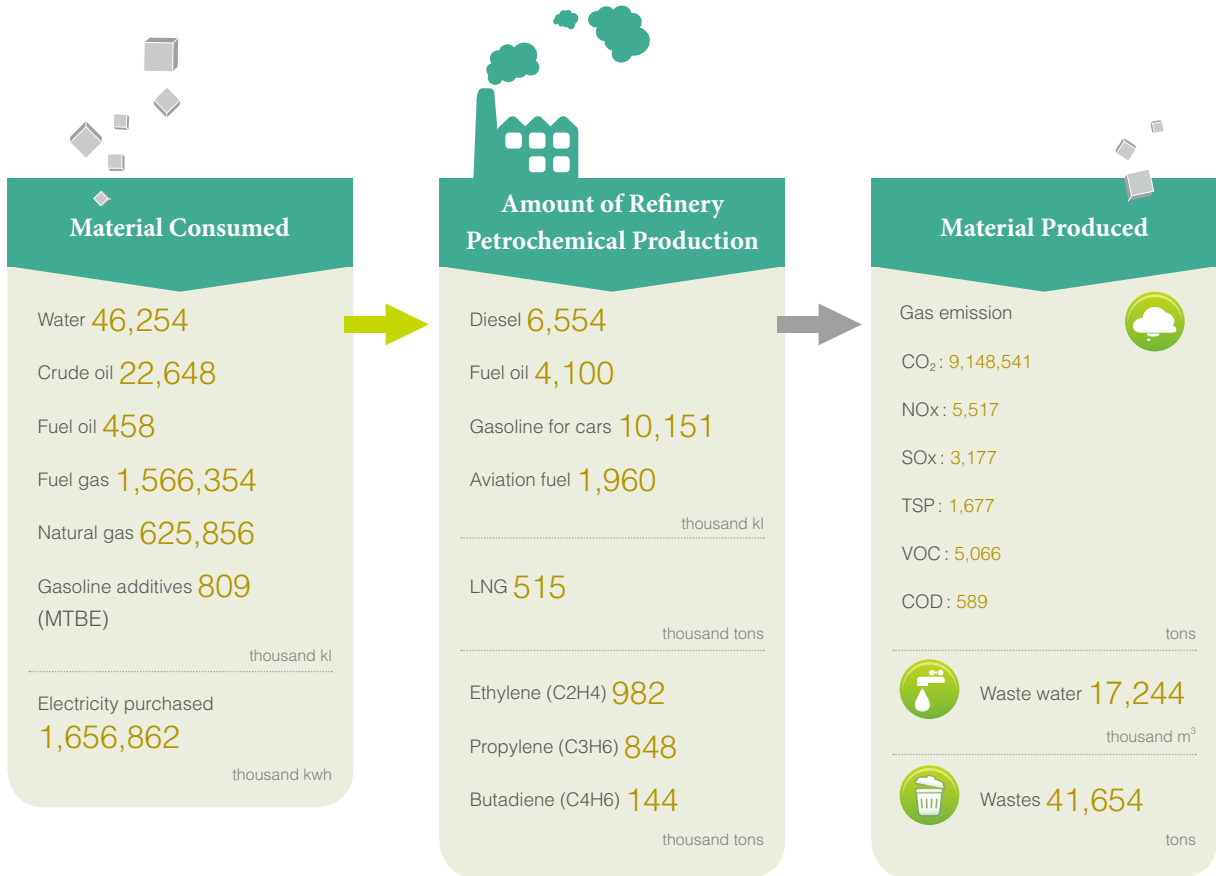 Material Consumed
Water 46,254
Crude oil 22,648
Fuel oil 458
Fuel gas 1,566,354
Natural gas 625,856
Gasoline additives 809
(MTBE)
thousand kl
Electricity purchased
1,656,862
thousand kwh
Amount of Refinery
Petrochemical Production
Diesel 6,554
Fuel oil 4,100
Gasoline for cars 10,151
Aviation fuel 1,960
thousand kl
LNG 515
thousand tons
Ethylene (C2H4) 982
Propylene (C3H6) 848
Butadiene (C4H6) 144
thousand tons
Material Produced
Gas emission
CO₂ : 9,148,541
NOx : 5,517
SOx : 3,177
TSP : 1,677
VOC : 5,066
COD : 589
tons
Waste water 17,244
thousand m³
Wastes 41,654
tons